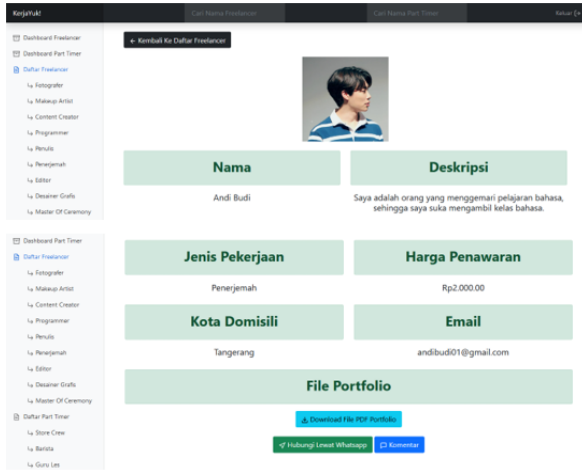 KerjaYuk!
Cari Nama Freelancer
Cari Nama Part Timer
Keluar
Dashboard Freelancer
Dashboard Part Timer
Daftar Freelancer
Fotografer
Makeup Artist
Content Creator
Programmer
Penulis
Penerjemah
Editor
Desainer Grafis
Master Of Ceremony
← Kembali Ke Daftar Freelancer
Nama
Deskripsi
Andi Budi
Saya adalah orang yang menggemari pelajaran bahasa,
sehingga saya suka mengambil kelas bahasa.
Dashboard Part Timer
Daftar Freelancer
Fotografer
Makeup Artist
Content Creator
Programmer
Penulis
Penerjemah
Editor
Desainer Grafis
Master Of Ceremony
Daftar Part Timer
Store Crew
Barista
Guru Les
Jenis Pekerjaan
Harga Penawaran
Penerjemah
Rp2.000.00
Kota Domisili
Email
Tangerang
andibudi01@gmail.com
File Portfolio
Download File PDF Portfolio
Hubungi Lewat Whatsapp
Komentar